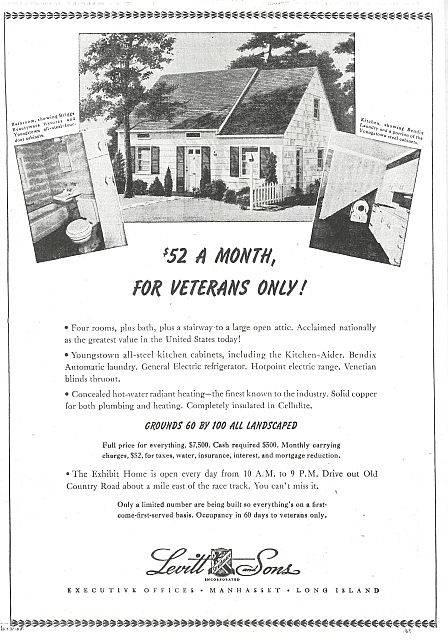 Bathroom, showing Briggs
Beautyware fixtures and
Youngstown all-steel four-
door cabinets.
Kitchen, showing Bendix
Laundry and a portion of the
Youngstown steel cabinets.
$52 A MONTH,
FOR VETERANS ONLY!
• Four rooms, plus bath, plus a stairway to a large open attic. Acclaimed nationally
as the greatest value in the United States today!
• Youngstown all-steel kitchen cabinets, including the Kitchen-Aider. Bendix
Automatic laundry. General Electric refrigerator. Hotpoint electric range. Venetian
blinds thruout.
• Concealed hot-water radiant heating—the finest known to the industry. Solid copper
for both plumbing and heating. Completely insulated in Cellulite.
GROUNDS 60 BY 100 ALL LANDSCAPED
Full price for everything, $7,500. Cash required $500. Monthly carrying
charges, $52, for taxes, water, insurance, interest, and mortgage reduction.
• The Exhibit Home is open every day from 10 A.M. to 9 P.M. Drive out Old
Country Road about a mile east of the race track. You can't miss it.
Only a limited number are being built so everything's on a first-
come-first-served basis. Occupancy in 60 days to veterans only.
Levitt and Sons
INCORPORATED
EXECUTIVE OFFICES • MANHASSET • LONG ISLAND